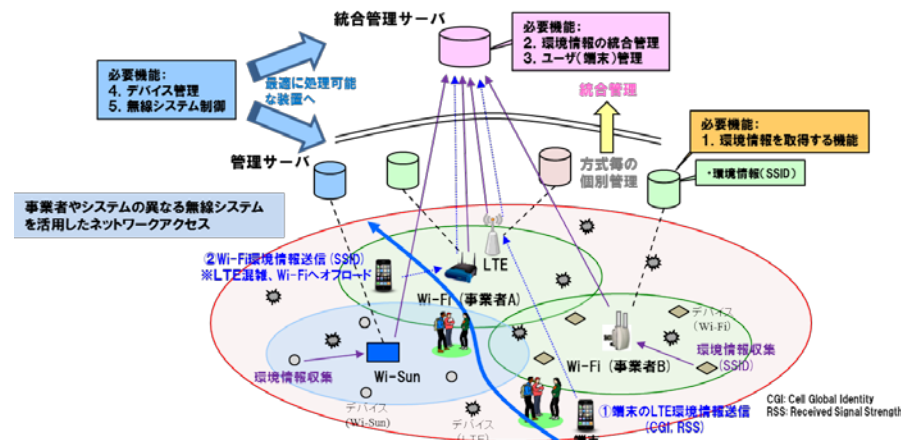 統合管理サーバ
必要機能：
2. 環境情報の統合管理
3. ユーザ(端末)管理
必要機能：
4. デバイス管理
5. 無線システム制御
最適に処理可能
な装置へ
統合管理
必要機能：
1. 環境情報を取得する機能
管理サーバ
方式毎の
個別管理
・環境情報(SSID)
事業者やシステムの異なる無線システム
を活用したネットワークアクセス
②Wi-Fi環境情報送信(SSID)
※LTE混雑、Wi-Fiへオフロード
LTE
Wi-Fi (事業者A)
デバイス
(Wi-Fi)
環境情報収集
Wi-Sun
Wi-Fi (事業者B)
環境情報収集
(SSID)
デバイス
(Wi-Sun)
①端末のLTE環境情報送信
(CGI, RSS)
CGI: Cell Global Identity
RSS: Received Signal Strength
デバイス
(LTE)
端末